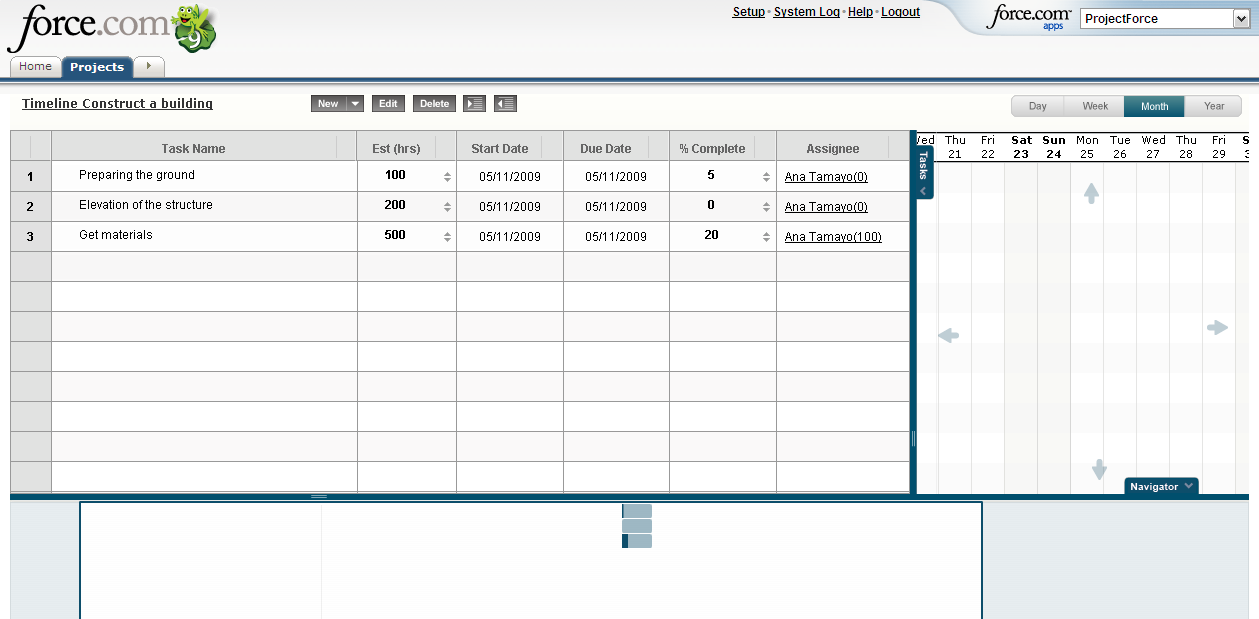 force.com
9
Setup · System Log · Help · Logout
force.com
apps
ProjectForce
Home
Projects
Timeline Construct a building
New
Edit
Delete
Day
Week
Month
Year
Task Name
Est (hrs)
Start Date
Due Date
% Complete
Assignee
1 Preparing the ground 100 05/11/2009 05/11/2009 5 Ana Tamayo(0)
2 Elevation of the structure 200 05/11/2009 05/11/2009 0 Ana Tamayo(0)
3 Get materials 500 05/11/2009 05/11/2009 20 Ana Tamayo(100)
Tasks
Thu Fri Sat Sun Mon Tue Wed Thu Fri
21 22 23 24 25 26 27 28 29
Navigator